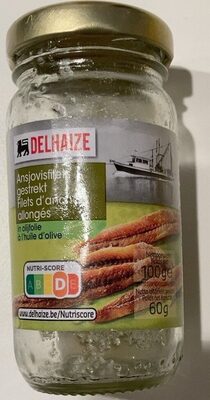 DELHAIZE
Ansjovisfilets
gestrekt
Filets d'anchois
allongés
in olijfolie
à l'huile d'olive
100g
60g
NUTRI-SCORE
A B C D E
www.delhaize.be/Nutriscore